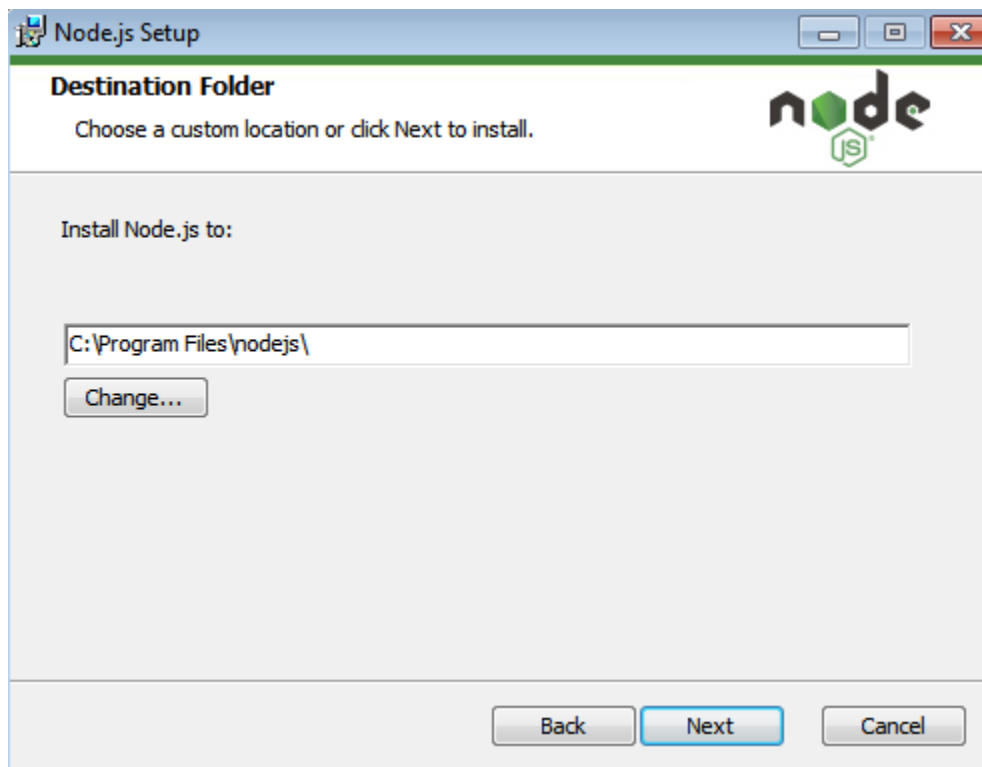 Node.js Setup
Destination Folder
Choose a custom location or click Next to install.
node
JS
Install Node.js to:
C:\Program Files\nodejs\
Change...
Back Next Cancel